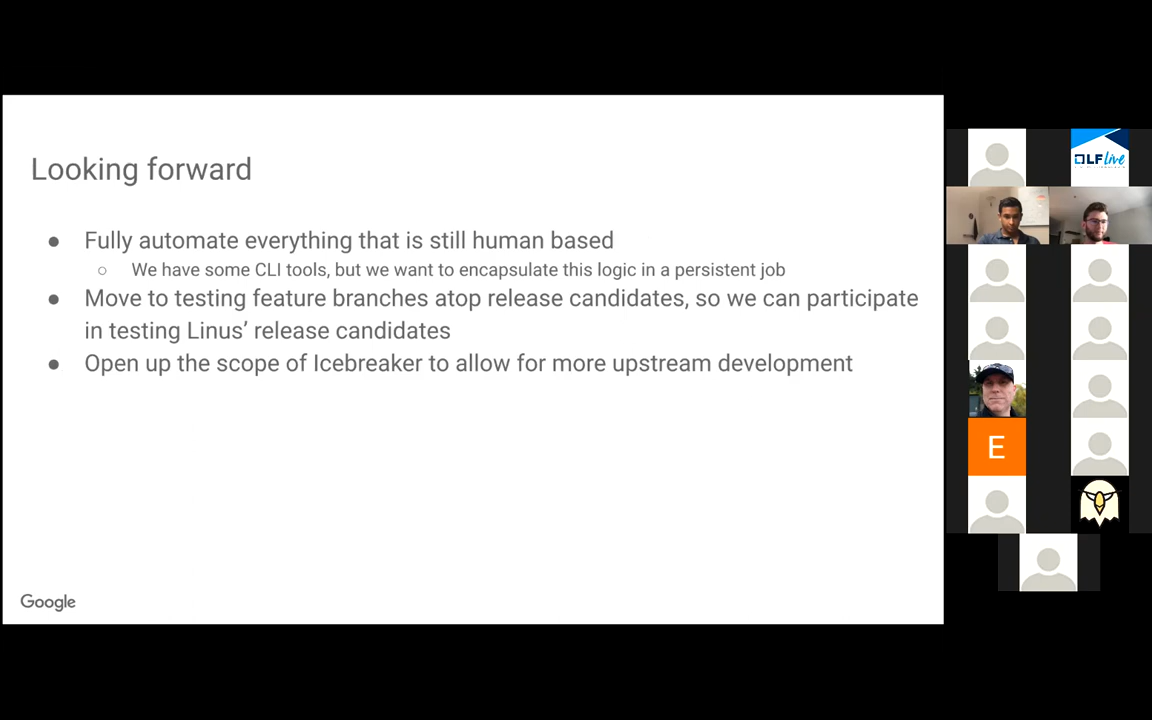 Looking forward
● Fully automate everything that is still human based
○ We have some CLI tools, but we want to encapsulate this logic in a persistent job
● Move to testing feature branches atop release candidates, so we can participate
in testing Linus’ release candidates
● Open up the scope of Icebreaker to allow for more upstream development
Google
LF Live
E